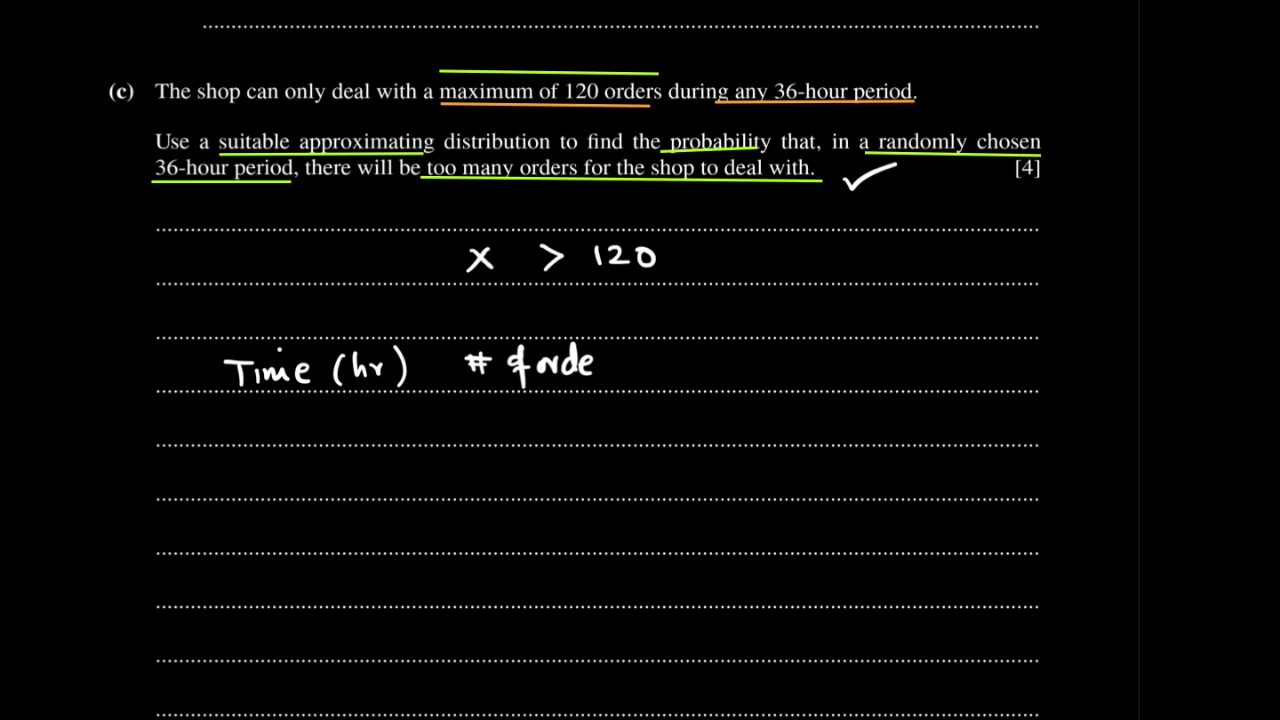 (c) The shop can only deal with a maximum of 120 orders during any 36-hour period.
Use a suitable approximating distribution to find the probability that, in a randomly chosen
36-hour period, there will be too many orders for the shop to deal with. [4]
x > 120
Time (hr) # of orde